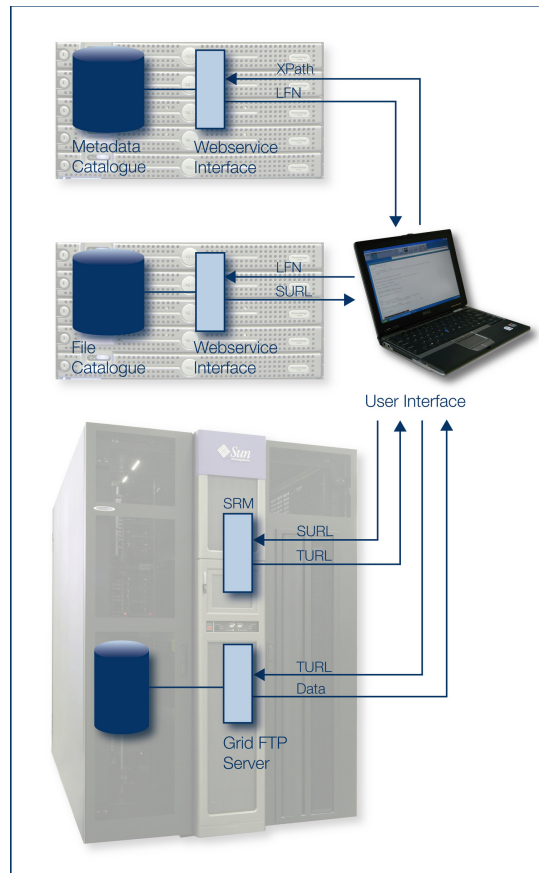 XPath
LFN
Metadata
Catalogue
Webservice
Interface
LFN
SURL
File
Catalogue
Webservice
Interface
User Interface
Sun
SRM
SURL
TURL
TURL
Data
Grid FTP
Server